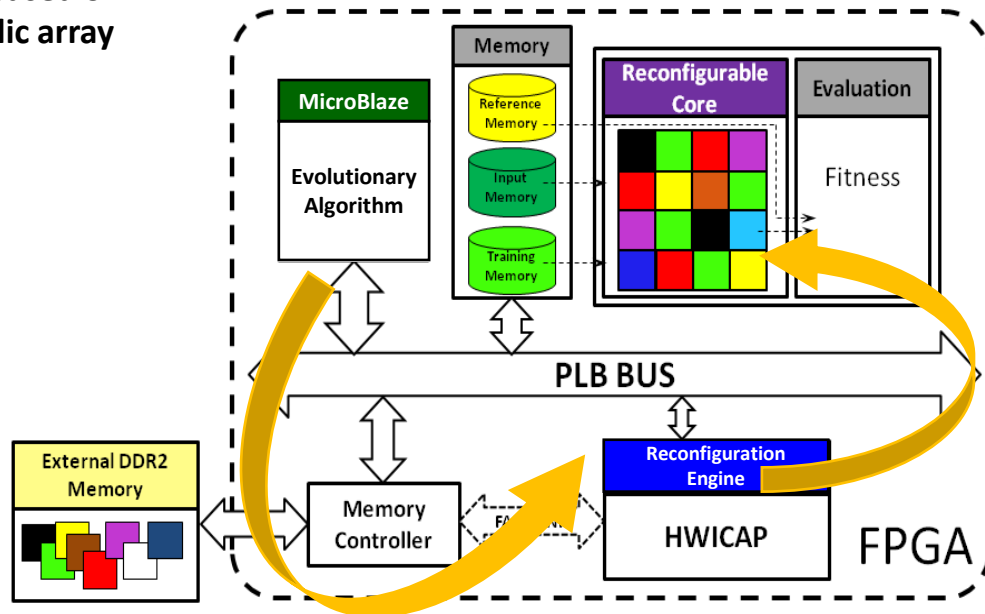 lic array
Memory
MicroBlaze
Evolutionary
Algorithm
Reference
Memory
Input
Memory
Training
Memory
Reconfigurable
Core
Evaluation
Fitness
PLB BUS
External DDR2
Memory
Memory
Controller
Reconfiguration
Engine
HWICAP
FPGA